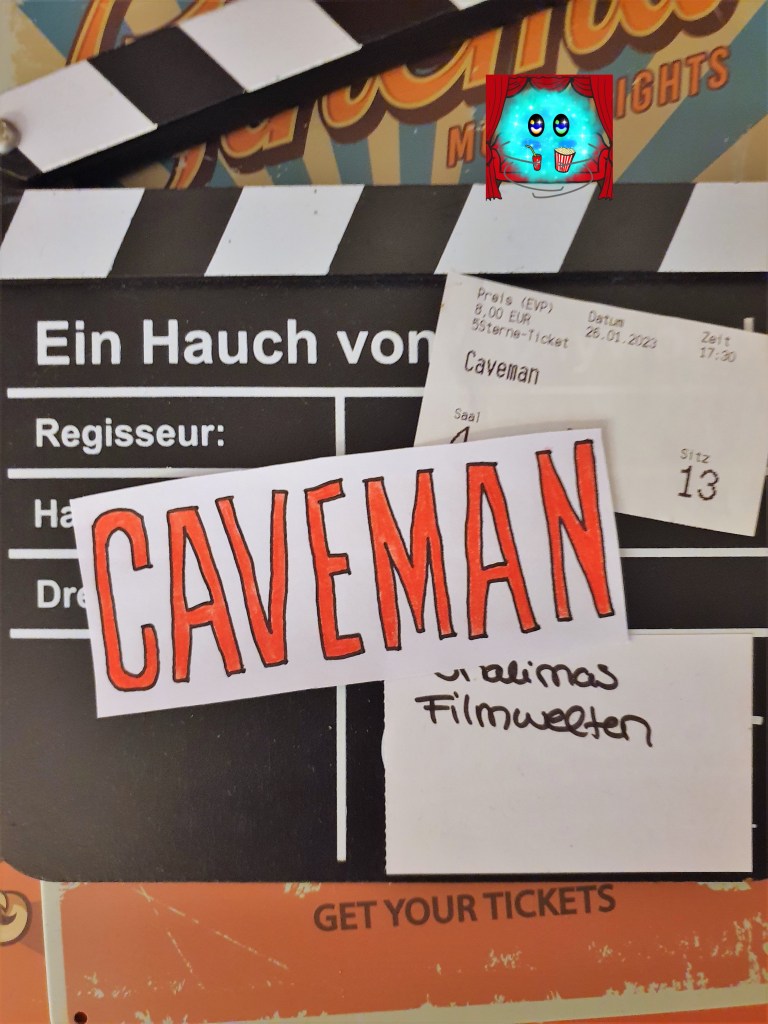 IGHTS
Ein Hauch von
Preis (EVP)
8,00 EUR
5Sterne-Ticket
Datum
26.01.2023
Zeit
17:30
Caveman
Saal
Sitz
13
Regisseur:
CAVEMAN
Filmwelten
GET YOUR TICKETS